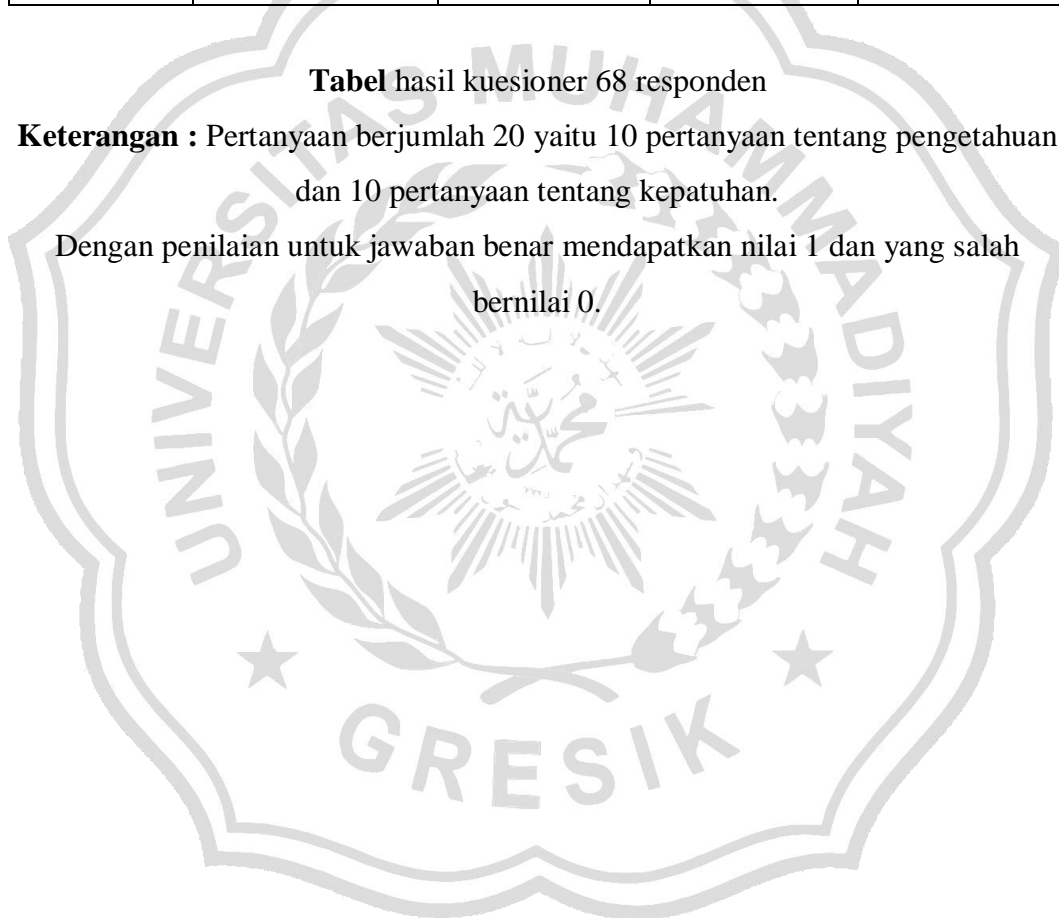 Tabel hasil kuesioner 68 responden
Keterangan : Pertanyaan berjumlah 20 yaitu 10 pertanyaan tentang pengetahuan
dan 10 pertanyaan tentang kepatuhan.
Dengan penilaian untuk jawaban benar mendapatkan nilai 1 dan yang salah
bernilai 0.
UNIVERSITAS MUHAMMADIYAH
GRESIK